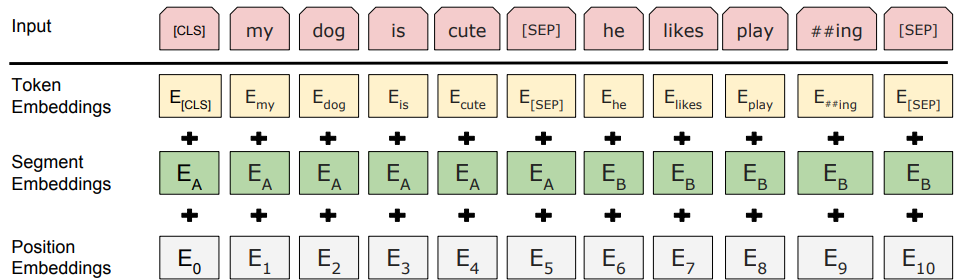 Input [CLS] my dog is cute [SEP] he likes play ##ing [SEP]
Token Embeddings E[CLS] Emy Edog Eis Ecute E[SEP] Ehe Elikes Eplay E##ing E[SEP]
+ + + + + + + + + + +
Segment Embeddings EA EA EA EA EA EA EB EB EB EB EB
+ + + + + + + + + + +
Position Embeddings E0 E1 E2 E3 E4 E5 E6 E7 E8 E9 E10